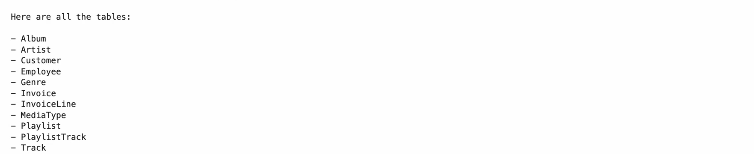 Here are all the tables:
- Album
- Artist
- Customer
- Employee
- Genre
- Invoice
- InvoiceLine
- MediaType
- Playlist
- PlaylistTrack
- Track